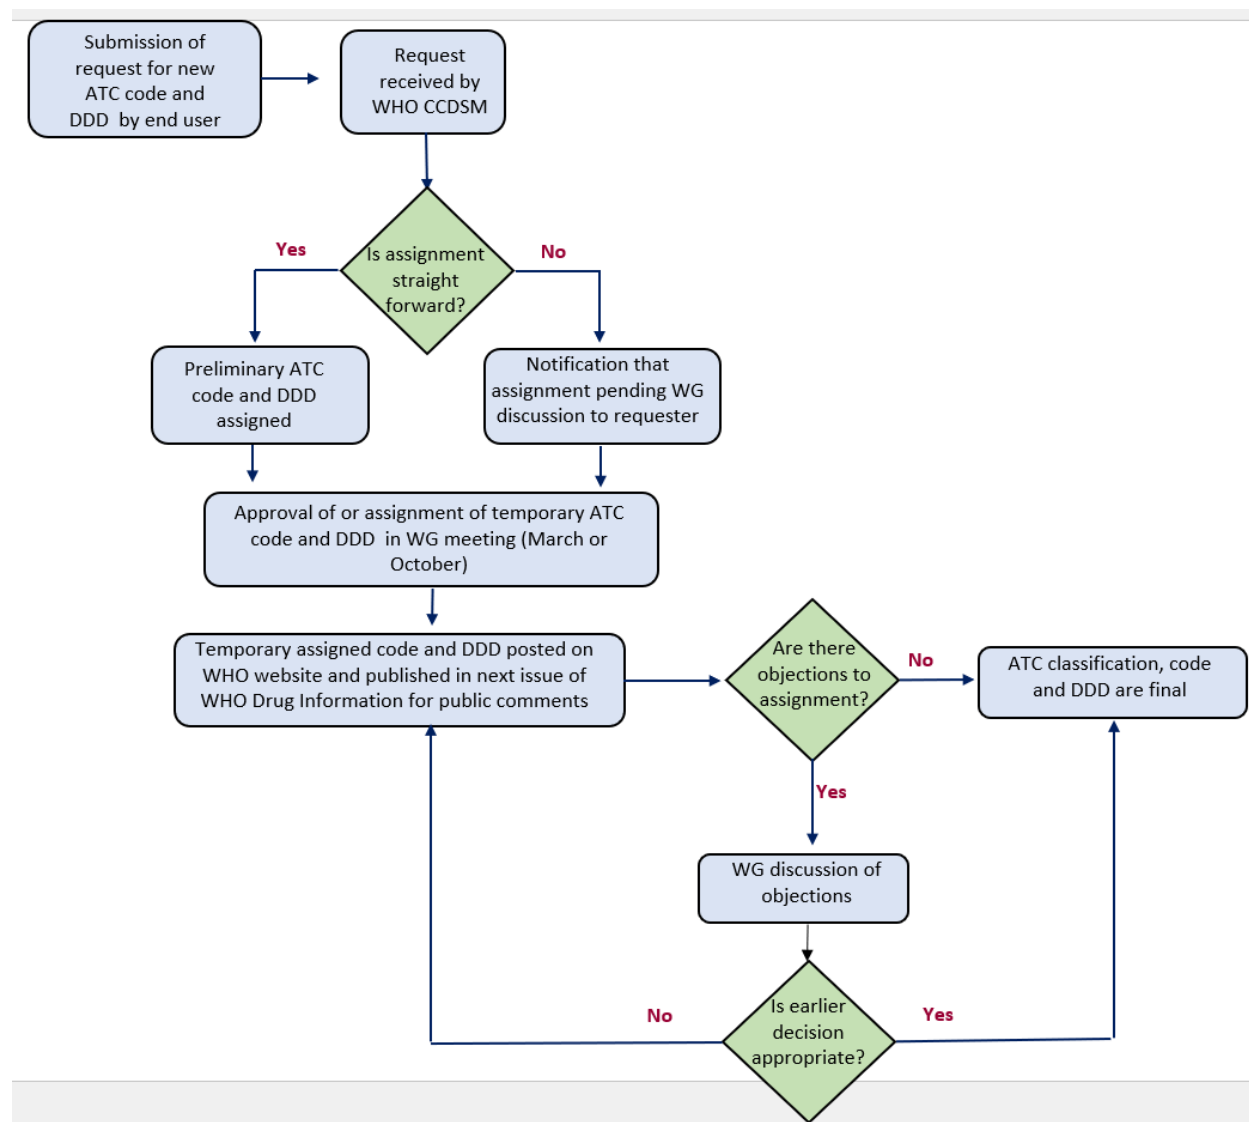 Submission of
request for new
ATC code and
DDD by end user
Request
received by
WHO CCDSM
Is assignment
straight
forward?
Yes
No
Preliminary ATC
code and DDD
assigned
Notification that
assignment pending WG
discussion to requester
Approval of or assignment of temporary ATC
code and DDD in WG meeting (March or
October)
Temporary assigned code and DDD posted on
WHO website and published in next issue of
WHO Drug Information for public comments
Are there
objections to
assignment?
No
ATC classification, code
and DDD are final
Yes
WG discussion of
objections
Is earlier
decision
appropriate?
No
Yes